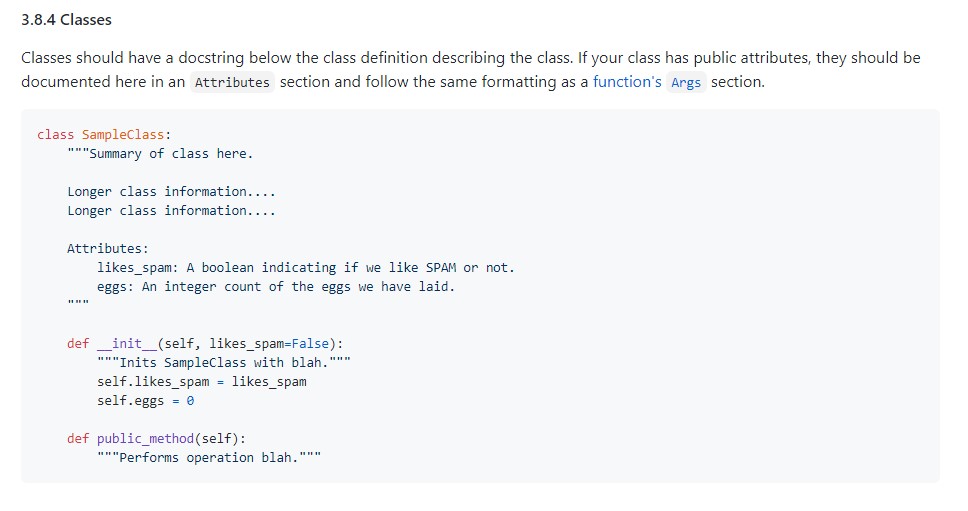 3.8.4 Classes
Classes should have a docstring below the class definition describing the class. If your class has public attributes, they should be
documented here in an Attributes section and follow the same formatting as a function's Args section.
class SampleClass:
    """Summary of class here.

    Longer class information....
    Longer class information....

    Attributes:
        likes_spam: A boolean indicating if we like SPAM or not.
        eggs: An integer count of the eggs we have laid.
    """

    def __init__(self, likes_spam=False):
        """Inits SampleClass with blah."""
        self.likes_spam = likes_spam
        self.eggs = 0

    def public_method(self):
        """Performs operation blah."""